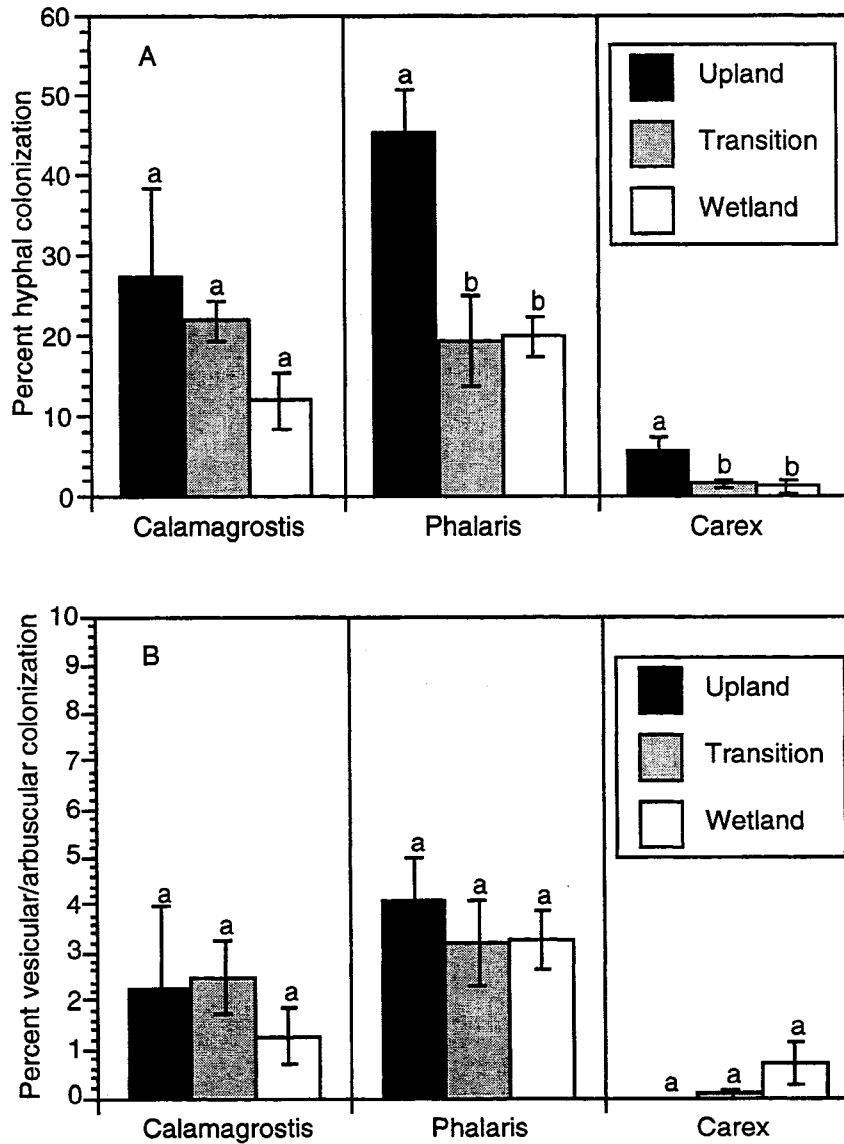 Percent hyphal colonization
60
50
40
30
20
10
0
A
a
a
a
a
b
b
a
b
b
Upland
Transition
Wetland
Calamagrostis
Phalaris
Carex
Percent vesicular/arbuscular colonization
10
9
8
7
6
5
4
3
2
1
0
B
a
a
a
a
a
a
a
a
a
Upland
Transition
Wetland
Calamagrostis
Phalaris
Carex